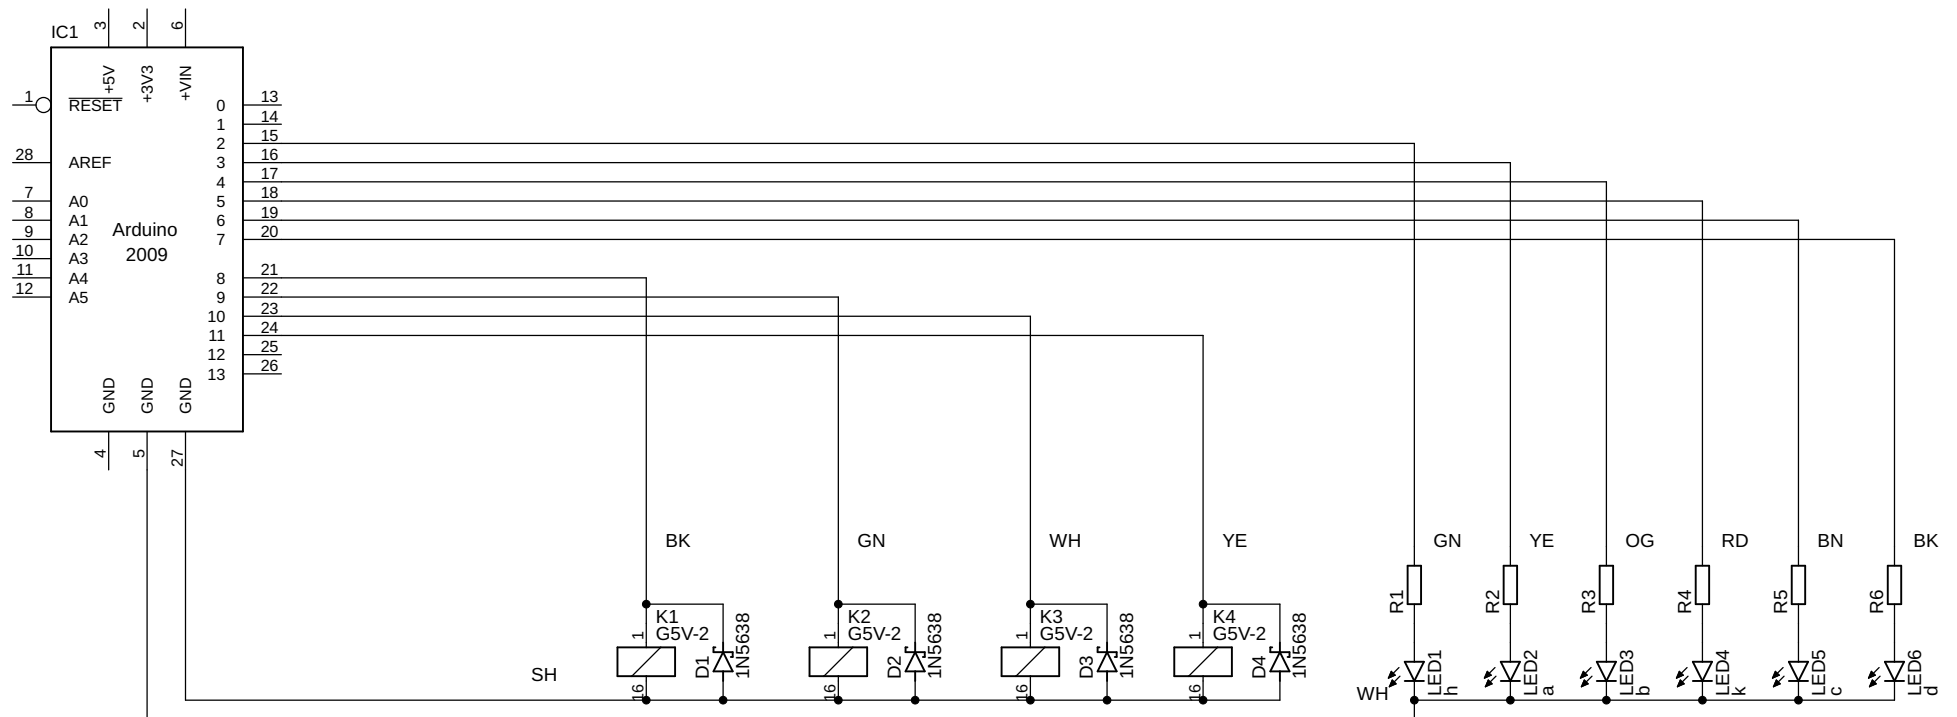 IC1
3
2
6
+5V
+3V3
+VIN
1
RESET
28
AREF
7
A0
8
A1
9
A2
10
A3
11
A4
12
A5
Arduino
2009
0
13
1
14
2
15
3
16
4
17
5
18
6
19
7
20
8
21
9
22
10
23
11
24
12
25
13
26
GND
GND
GND
4
5
27
BK
GN
WH
YE
GN
YE
OG
RD
BN
BK
SH
K1
G5V-2
1
16
D1
1N5638
K2
G5V-2
1
16
D2
1N5638
K3
G5V-2
1
16
D3
1N5638
K4
G5V-2
1
16
D4
1N5638
WH
R1
LED1
h
R2
LED2
a
R3
LED3
b
R4
LED4
k
R5
LED5
c
R6
LED6
d